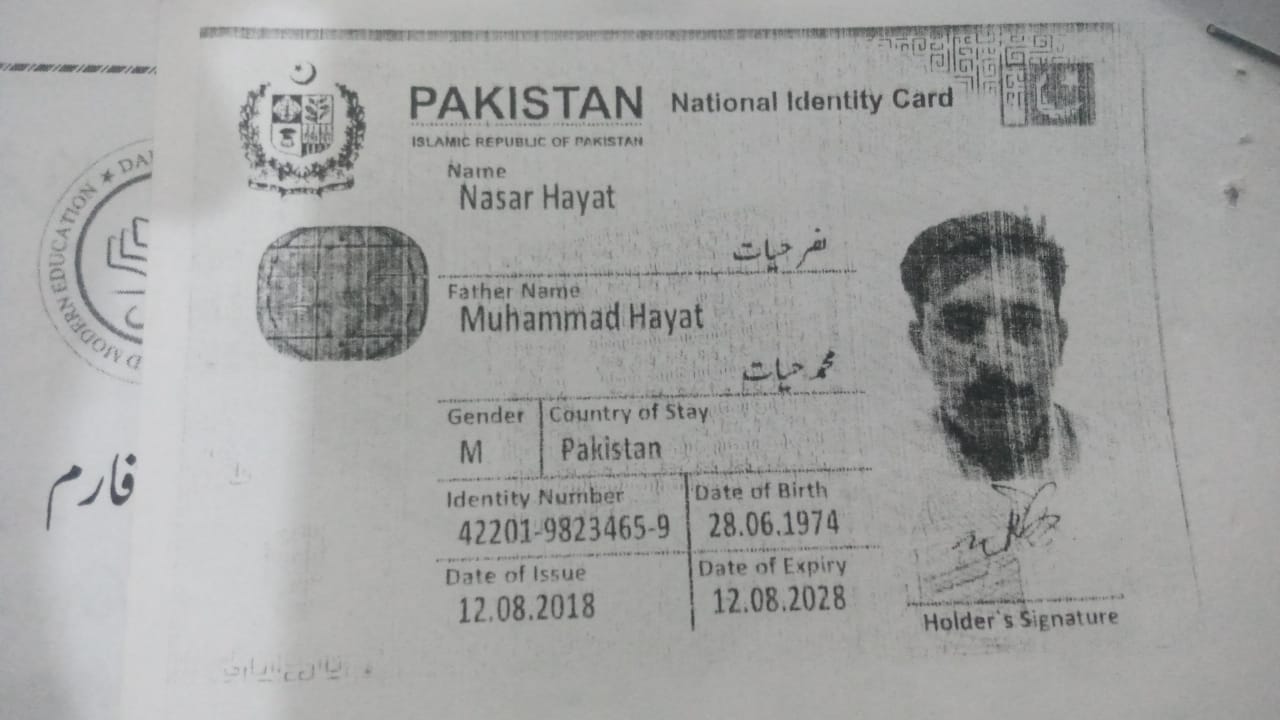 PAKISTAN National Identity Card
ISLAMIC REPUBLIC OF PAKISTAN
Name
Nasar Hayat
نصر حیات
Father Name
Muhammad Hayat
محمد حیات
Gender Country of Stay
M Pakistan
Identity Number Date of Birth
42201-9823465-9 28.06.1974
Date of Issue Date of Expiry
12.08.2018 12.08.2028
Holder's Signature
MODERN EDUCATION ★
فارم